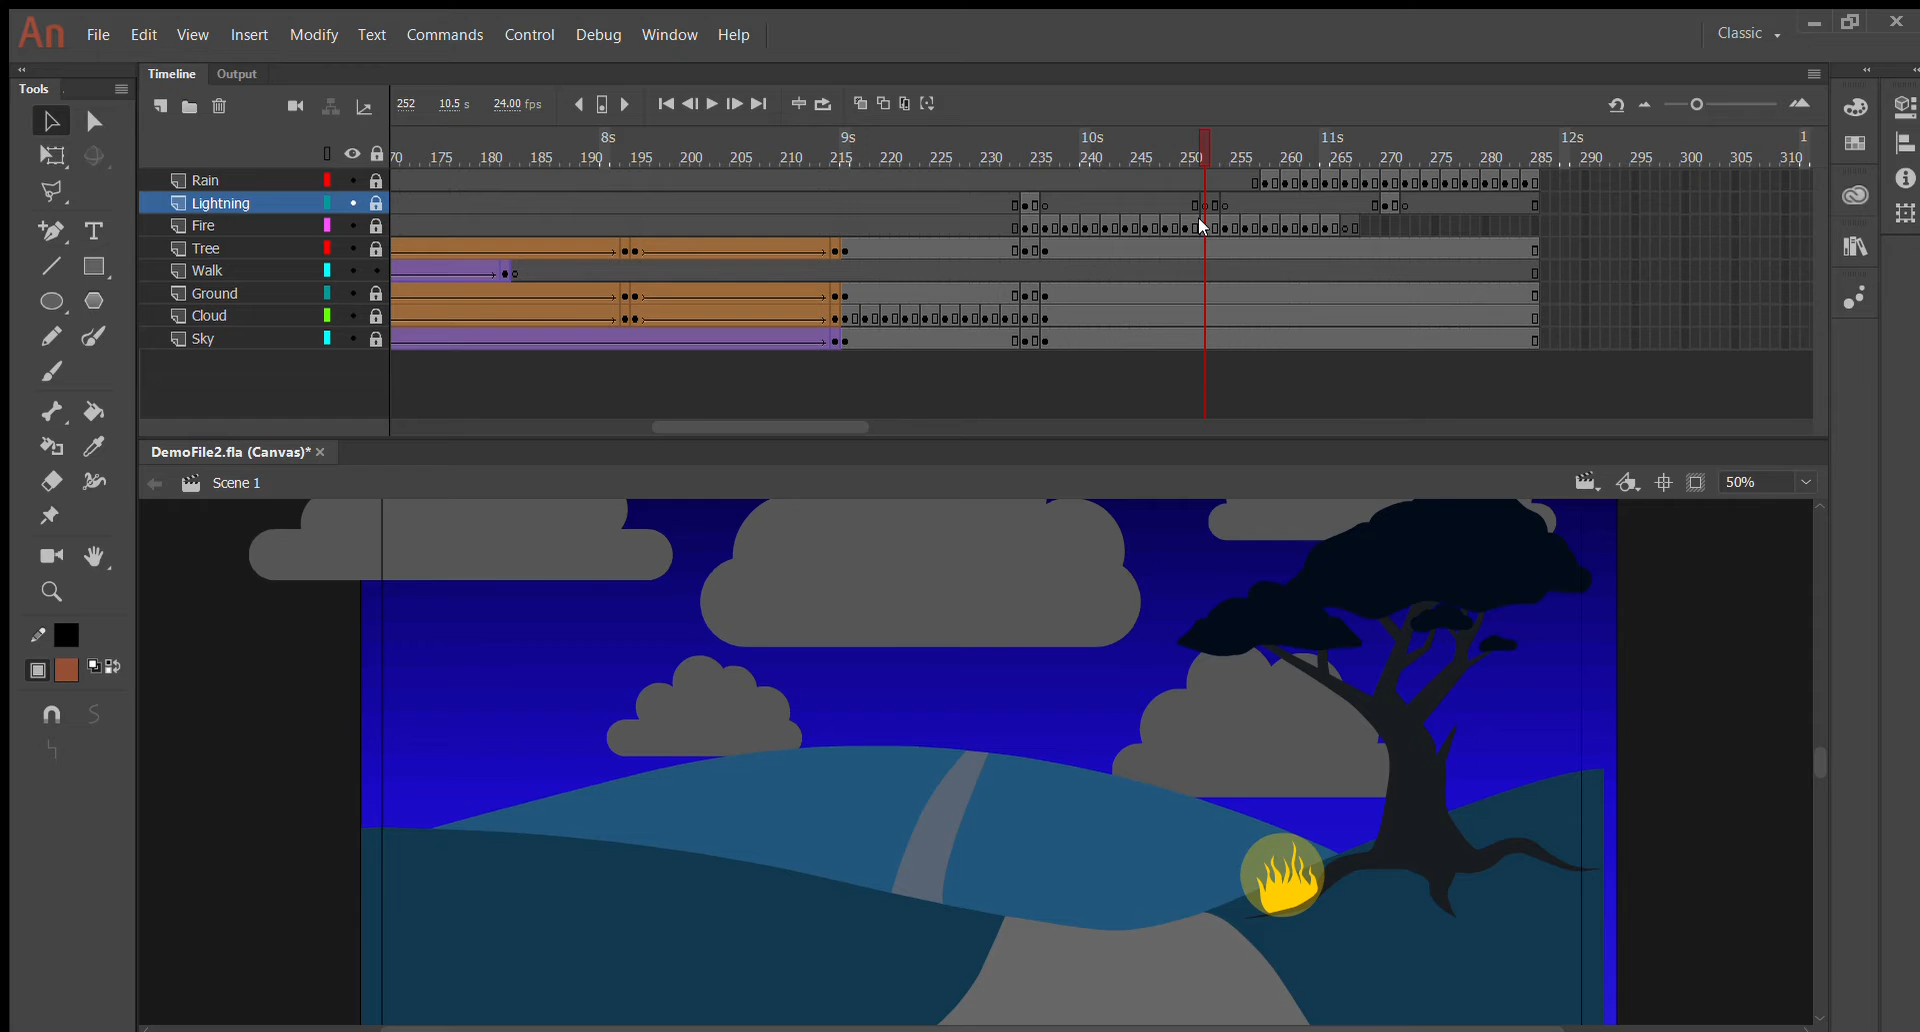 An File Edit View Insert Modify Text Commands Control Debug Window Help Classic
Tools
Timeline Output
252 10.5 s 24.00 fps
8s 9s 10s 11s 12s 1
70 175 180 185 190 195 200 205 210 215 220 225 230 235 240 245 250 255 260 265 270 275 280 285 290 295 300 305 310
Rain
Lightning
Fire
Tree
Walk
Ground
Cloud
Sky
DemoFile2.fla (Canvas)*
Scene 1 50%